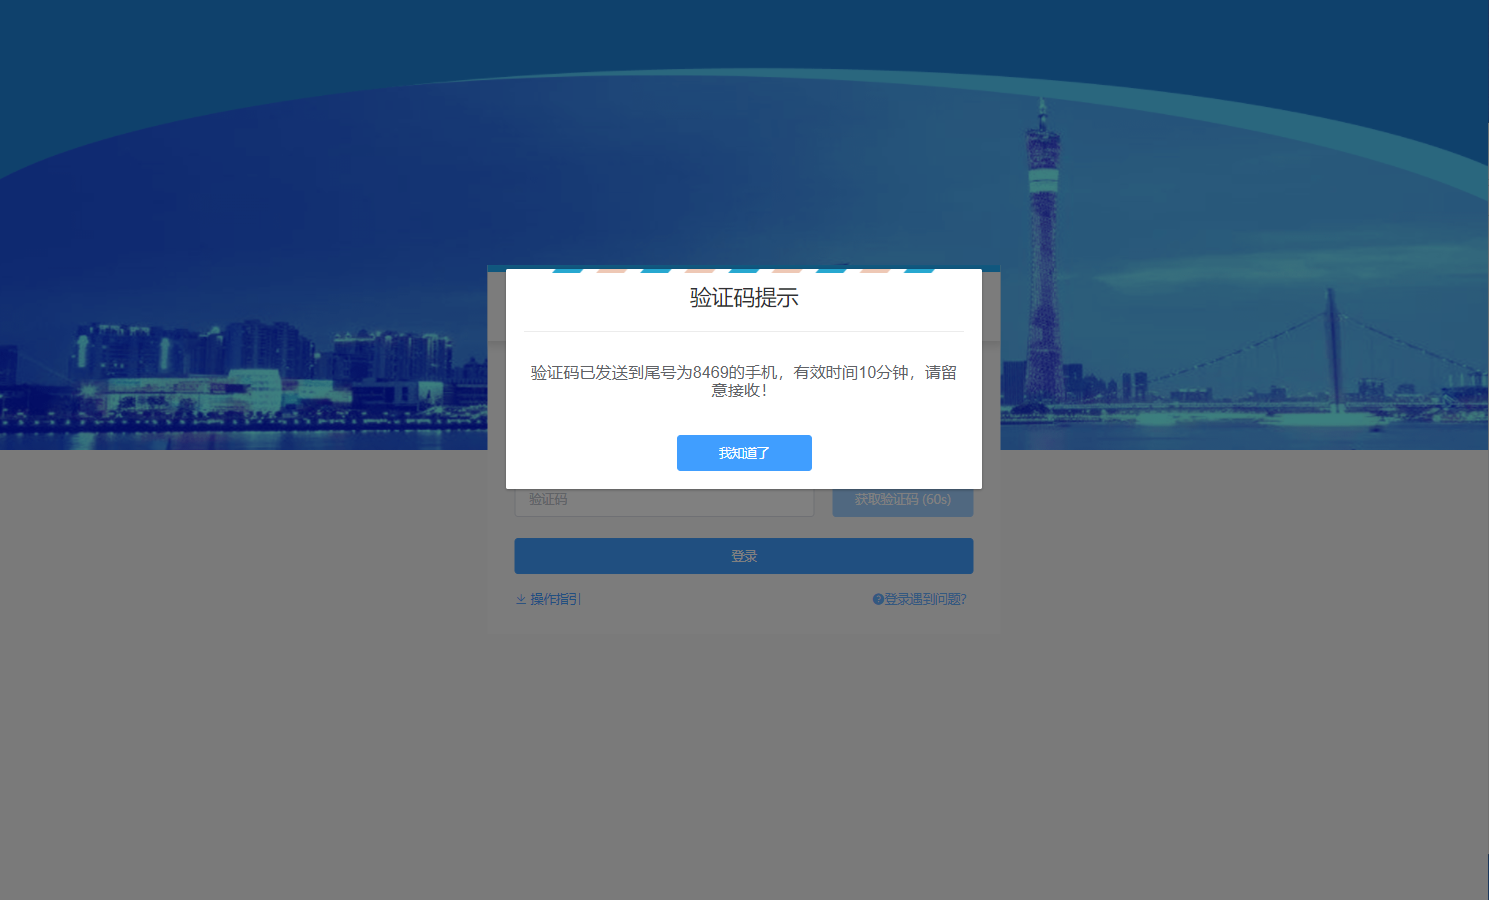 验证码提示
验证码已发送到尾号为8469的手机，有效时间10分钟，请留
意接收！
我知道了
验证码
获取验证码 (60s)
登录
操作指引
登录遇到问题?